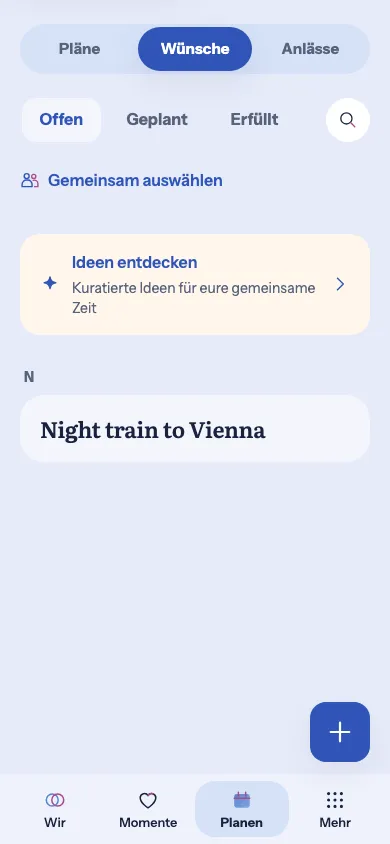 Pläne Wünsche Anlässe
Offen Geplant Erfüllt
Gemeinsam auswählen
Ideen entdecken
Kuratierte Ideen für eure gemeinsame
Zeit
N
Night train to Vienna
Wir Momente Planen Mehr